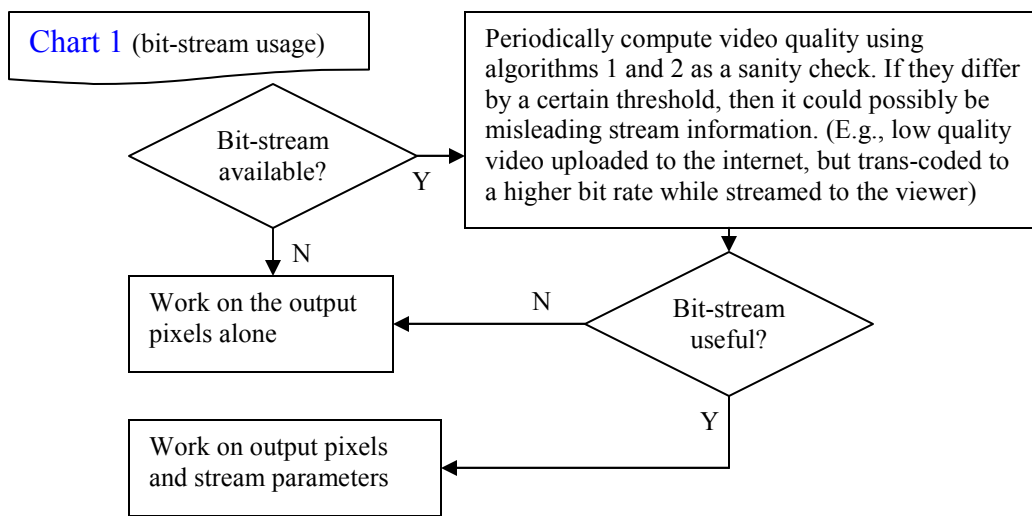 Chart 1 (bit-stream usage)
Bit-stream
available?
Y
N
Periodically compute video quality using
algorithms 1 and 2 as a sanity check. If they differ
by a certain threshold, then it could possibly be
misleading stream information. (E.g., low quality
video uploaded to the internet, but trans-coded to
a higher bit rate while streamed to the viewer)
Work on the output
pixels alone
N
Bit-stream
useful?
Y
Work on output pixels
and stream parameters